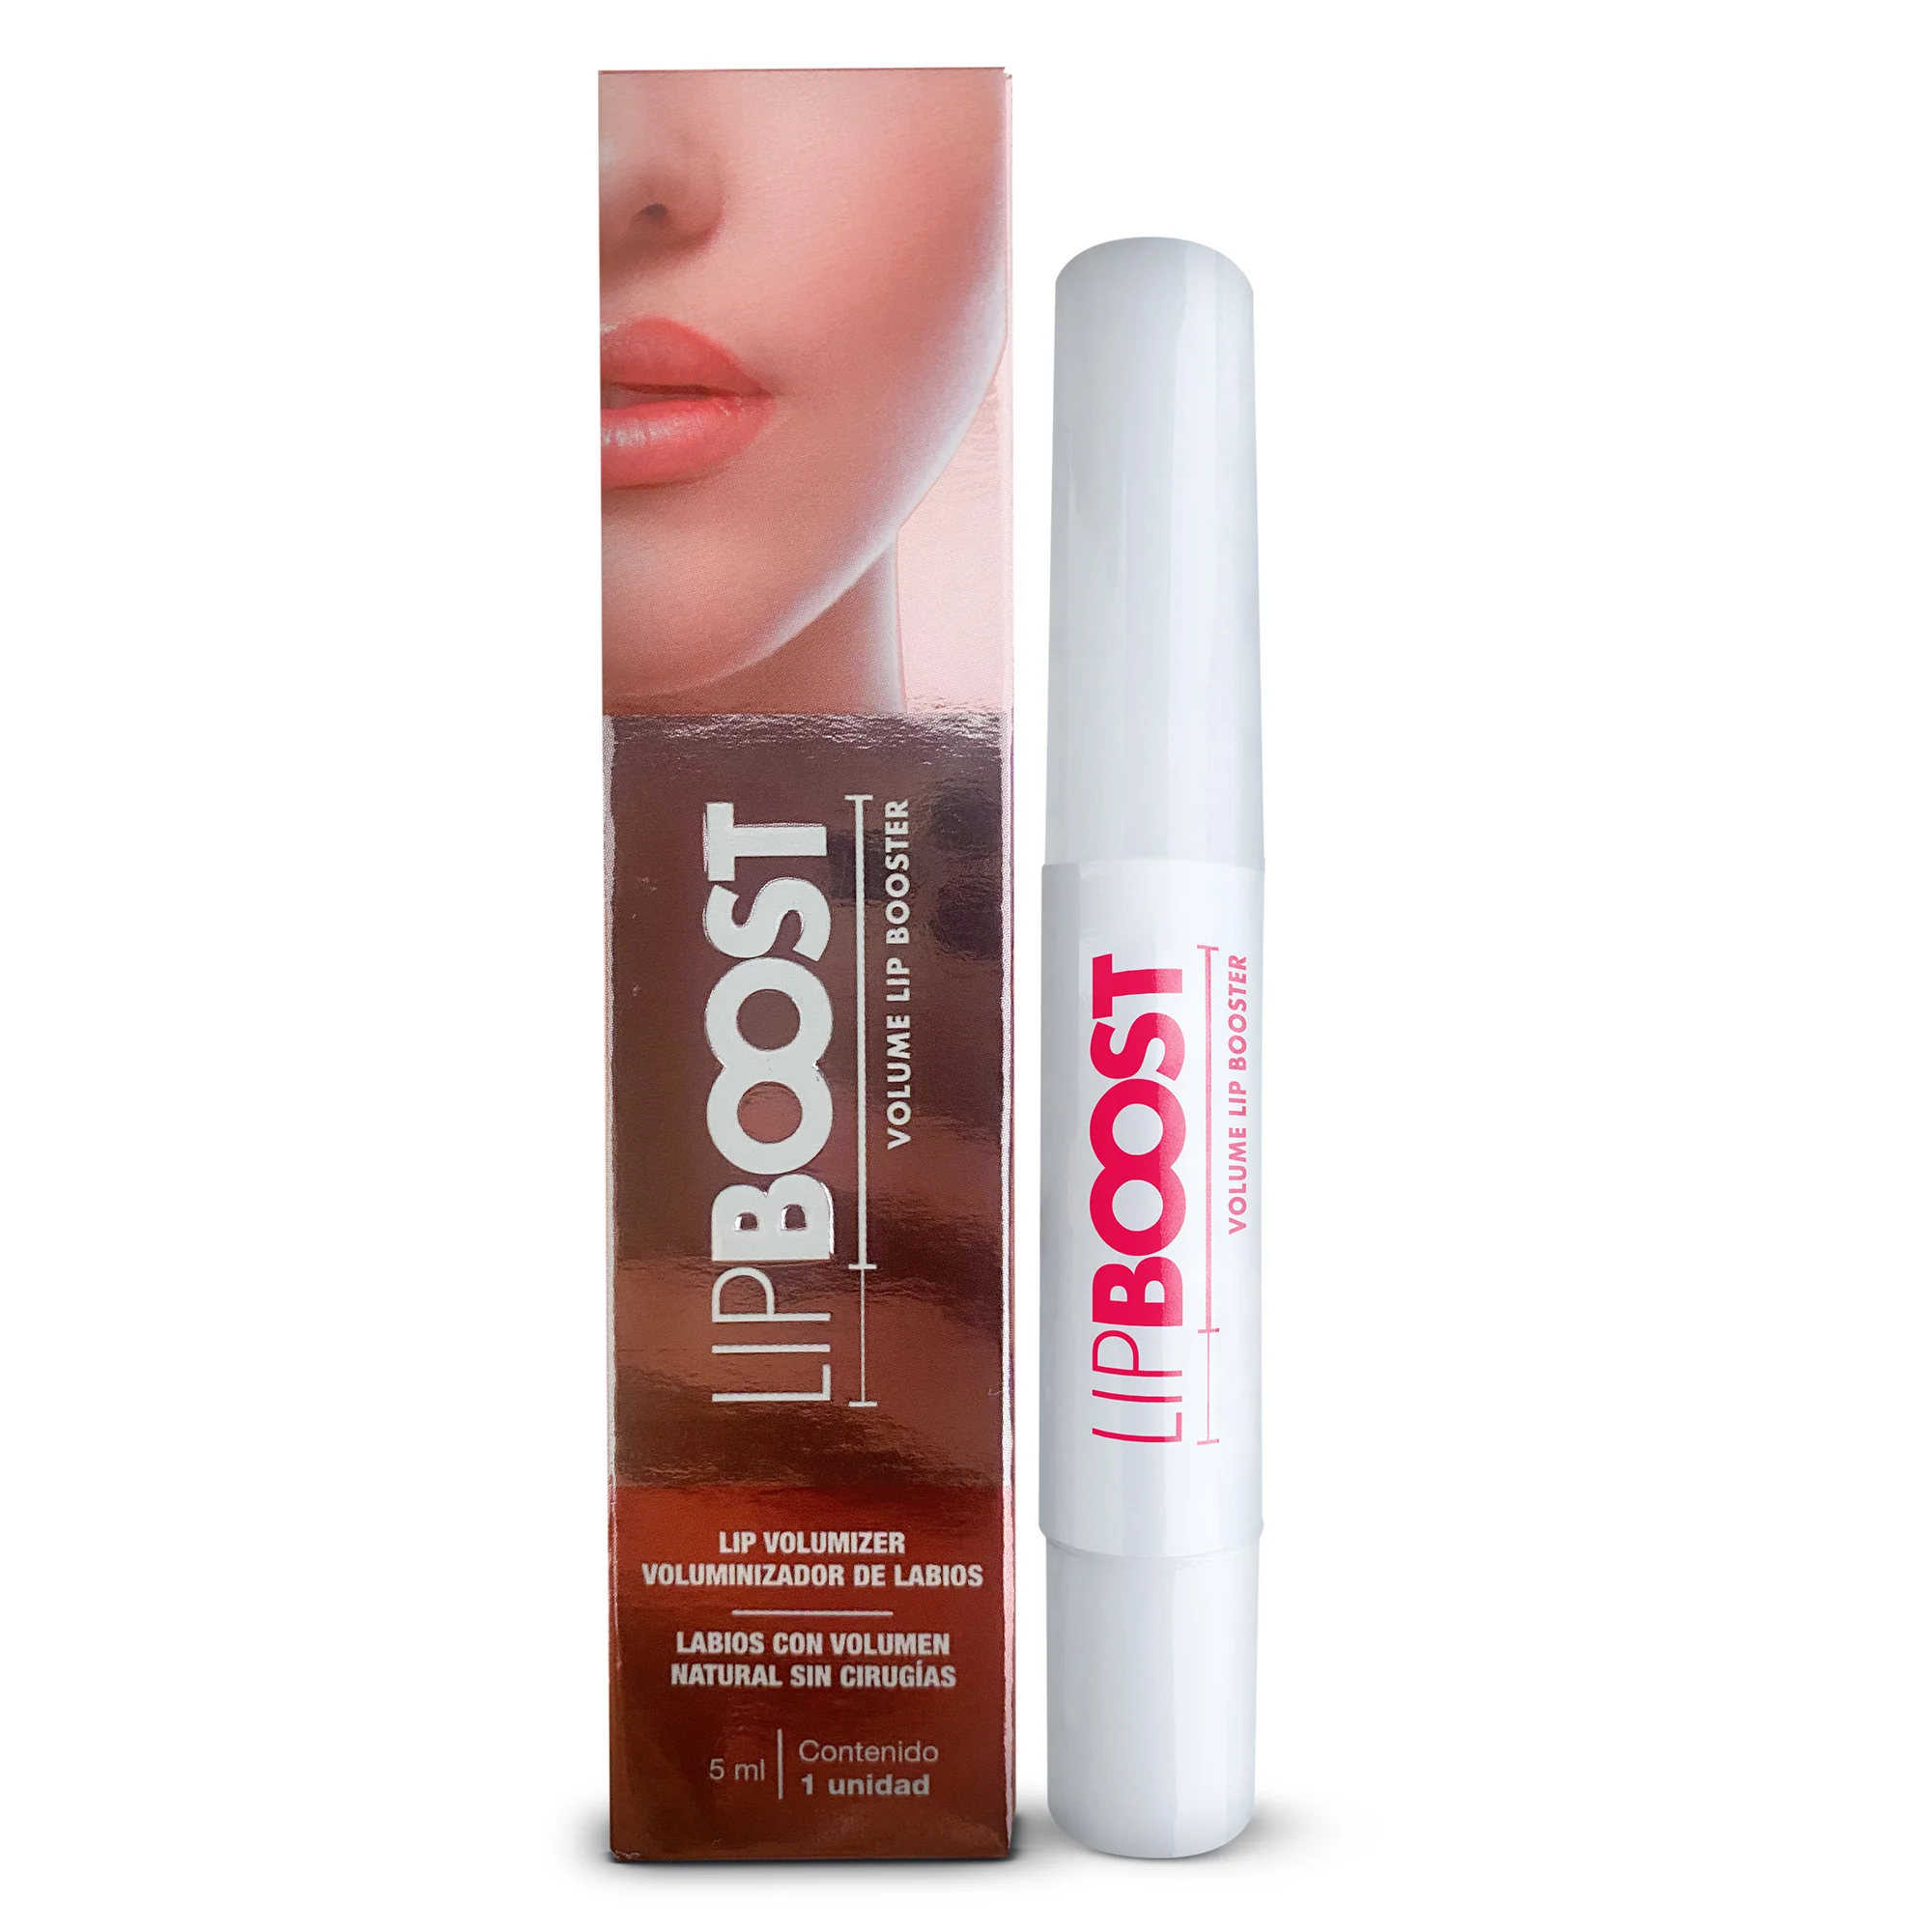 LIPBOOST
VOLUME LIP BOOSTER
LIP VOLUMIZER
VOLUMINIZADOR DE LABIOS
LABIOS CON VOLUMEN
NATURAL SIN CIRUGÍAS
5 ml
Contenido
1 unidad
LIPBOOST
VOLUME LIP BOOSTER